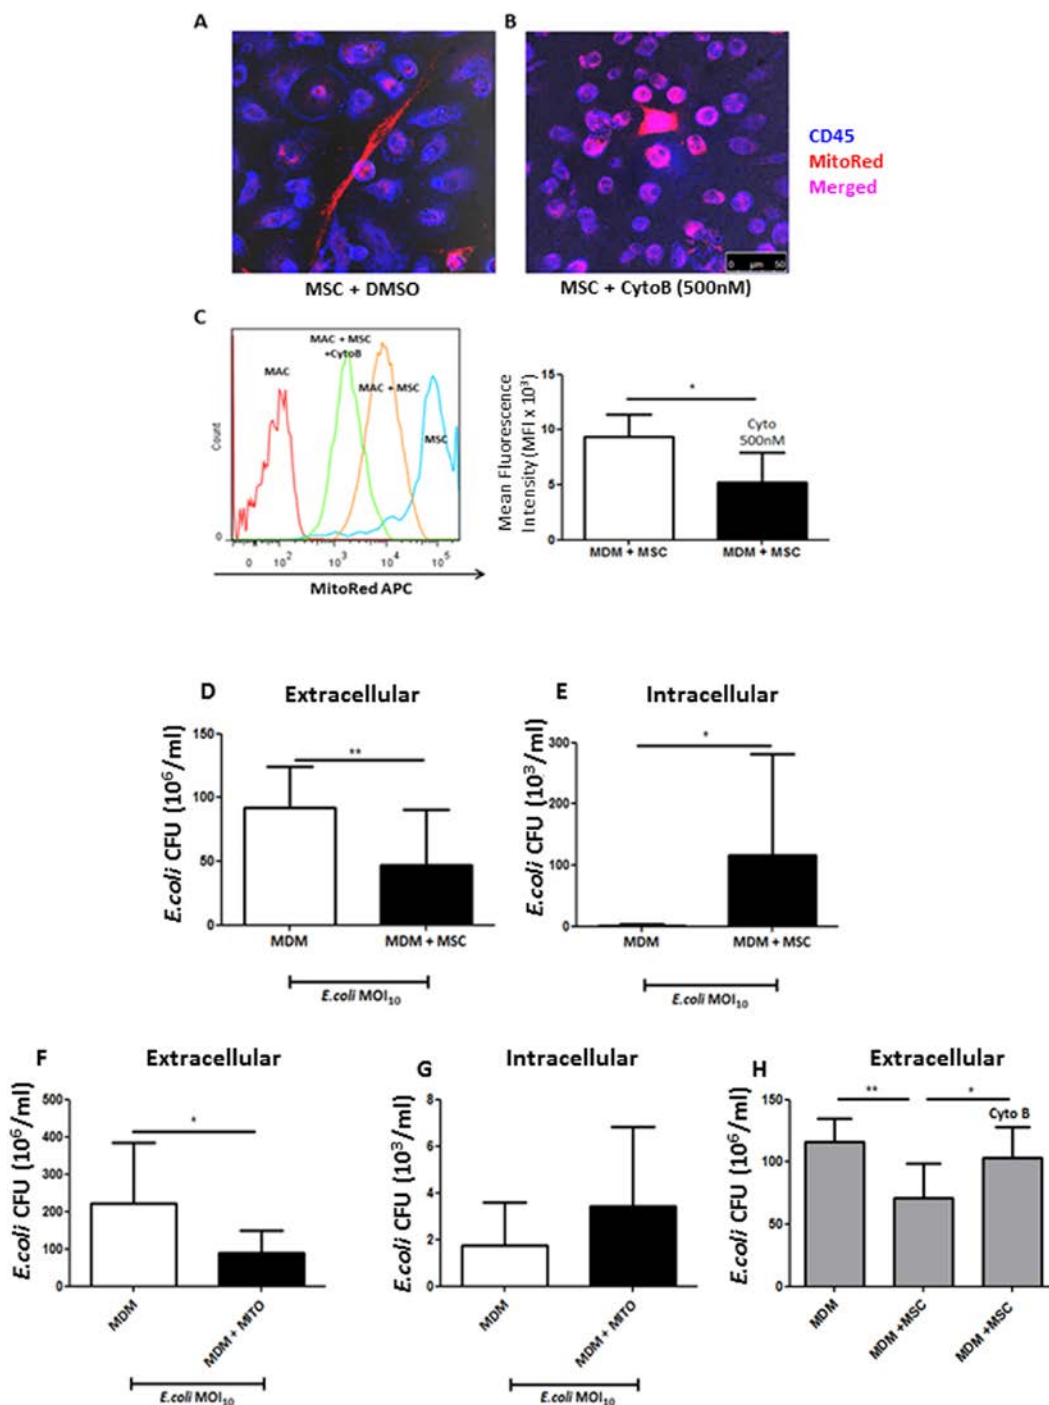 A
B
CD45
MitoRed
Merged
0 µm 50
MSC + DMSO
MSC + CytoB (500nM)
C
MAC
MAC + MSC
+CytoB
MAC + MSC
MSC
Count
0
0 10² 10³ 10⁴ 10⁵
MitoRed APC
Mean Fluorescence
Intensity (MFI x 10³)
15
10
5
0
*
Cyto
500nM
MDM + MSC
MDM + MSC
D
Extracellular
E.coli CFU (10⁶/ml)
150
100
50
0
**
MDM
MDM + MSC
E.coli MOI₁₀
E
Intracellular
E.coli CFU (10³/ml)
300
200
100
0
*
MDM
MDM + MSC
E.coli MOI₁₀
F
Extracellular
E.coli CFU (10⁶/ml)
500
400
300
200
100
0
*
MDM
MDM + MITO
E.coli MOI₁₀
G
Intracellular
E.coli CFU (10³/ml)
8
6
4
2
0
MDM
MDM + MITO
E.coli MOI₁₀
H
Extracellular
E.coli CFU (10⁶/ml)
150
100
50
0
**
*
Cyto B
MDM
MDM +MSC
MDM +MSC